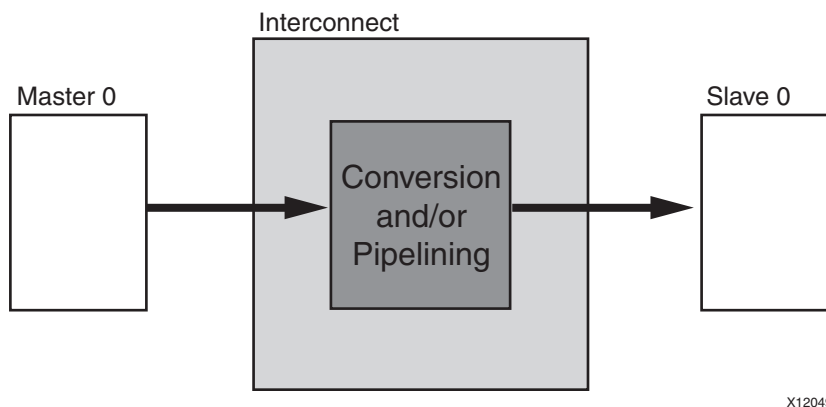 Interconnect
Master 0
Slave 0
Conversion
and/or
Pipelining